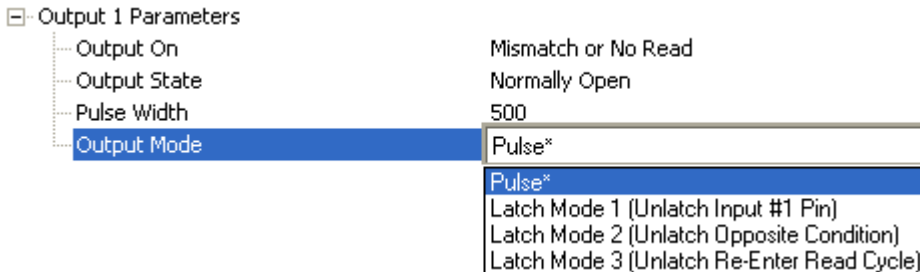 Output 1 Parameters
Output On Mismatch or No Read
Output State Normally Open
Pulse Width 500
Output Mode Pulse*
Pulse*
Latch Mode 1 (Unlatch Input #1 Pin)
Latch Mode 2 (Unlatch Opposite Condition)
Latch Mode 3 (Unlatch Re-Enter Read Cycle)